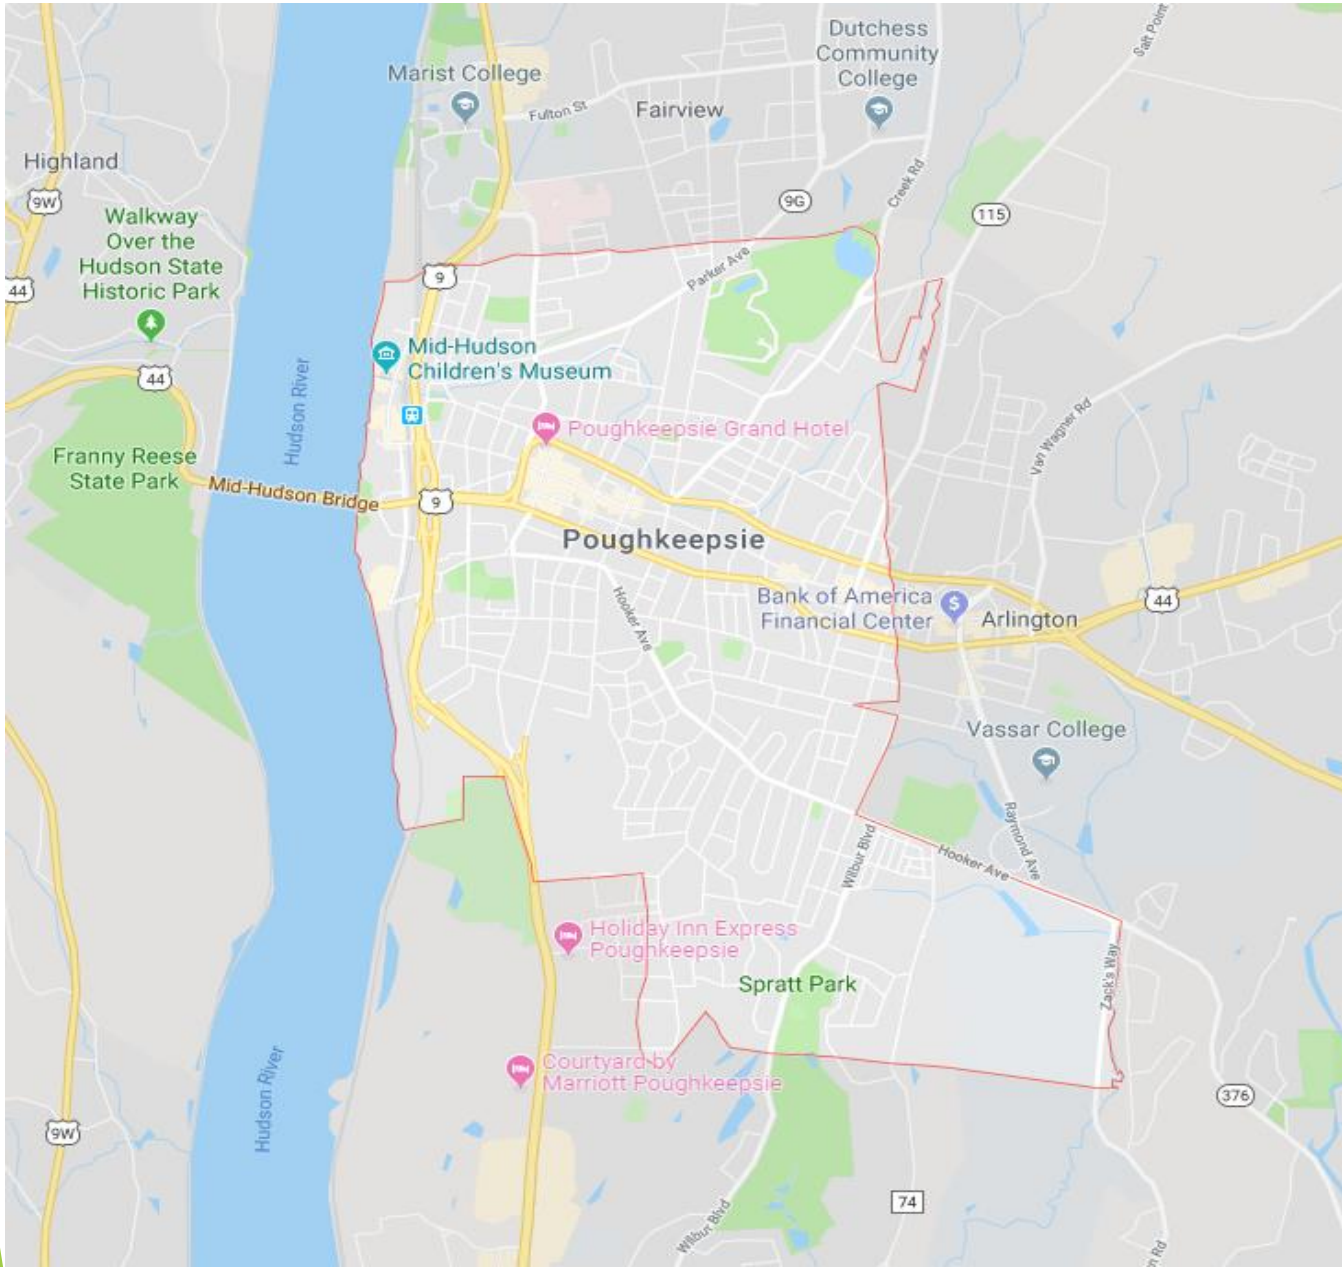 Dutchess
Community
College
Salt Point
Marist College
Fulton St
Fairview
Highland
9W
Creek Rd
9G
115
Walkway
Over the
Hudson State
Historic Park
44
9
Parker Ave
Mid-Hudson
Children's Museum
44
Hudson River
Poughkeepsie Grand Hotel
Van Wagner Rd
Franny Reese
State Park
Mid-Hudson Bridge
9
Poughkeepsie
Hooker Ave
Bank of America
Financial Center
Arlington
44
Vassar College
Raymond Ave
Wilbur Blvd
Hooker Ave
Holiday Inn Express
Poughkeepsie
Spratt Park
Zack's Way
Hudson River
Courtyard by
Marriott Poughkeepsie
376
9W
74
Wilbur Blvd
Rd